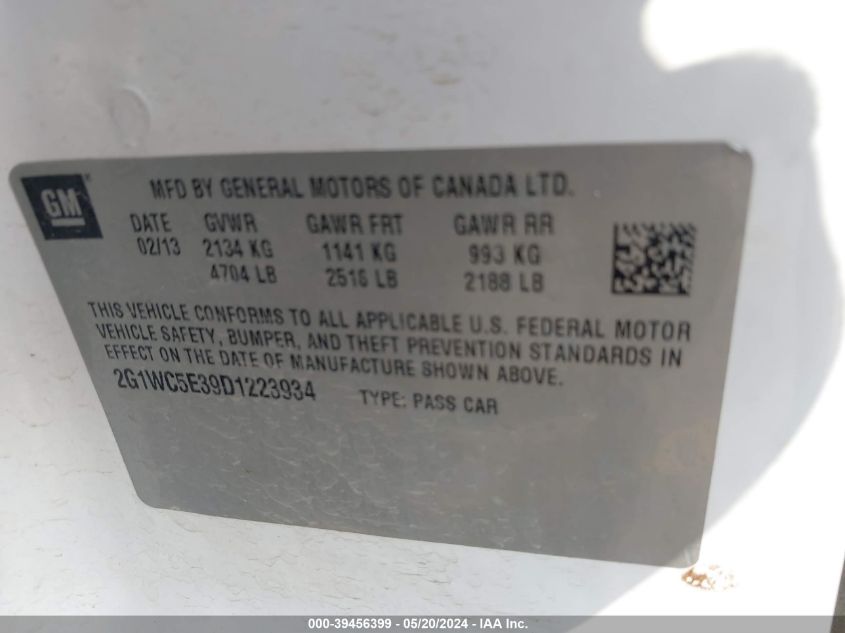 GM®
MFD BY GENERAL MOTORS OF CANADA LTD.
DATE GVWR GAWR FRT GAWR RR
02/13 2134 KG 1141 KG 993 KG
4704 LB 2516 LB 2188 LB
THIS VEHICLE CONFORMS TO ALL APPLICABLE U.S. FEDERAL MOTOR
VEHICLE SAFETY, BUMPER, AND THEFT PREVENTION STANDARDS IN
EFFECT ON THE DATE OF MANUFACTURE SHOWN ABOVE.
2G1WC5E39D1223934 TYPE: PASS CAR
000-39456399 - 05/20/2024 - IAA Inc.